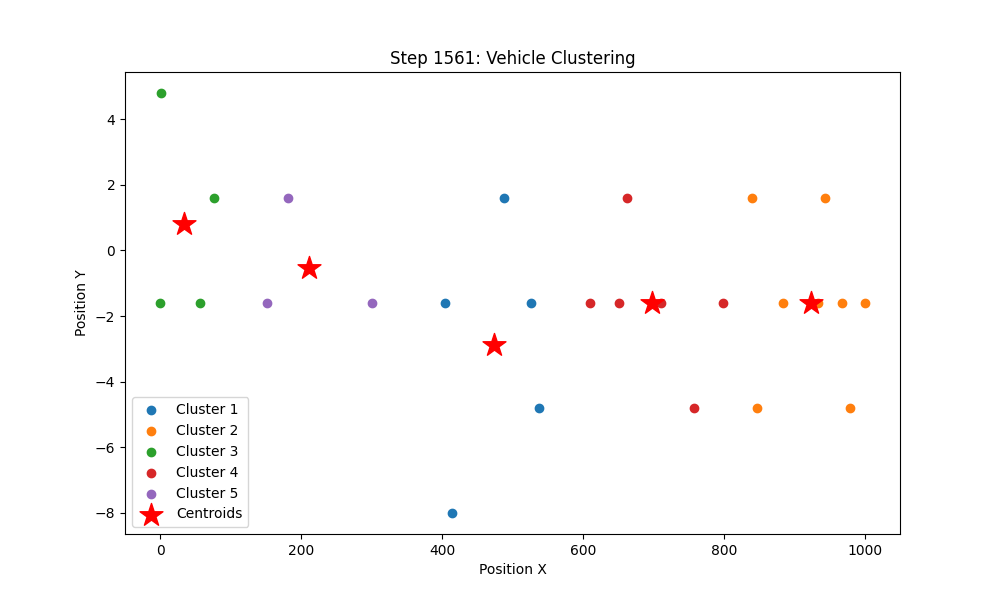 Step 1561: Vehicle Clustering
4
2
0
−2
−4
−6
−8
Position Y
Cluster 1
Cluster 2
Cluster 3
Cluster 4
Cluster 5
Centroids
0 200 400 600 800 1000
Position X